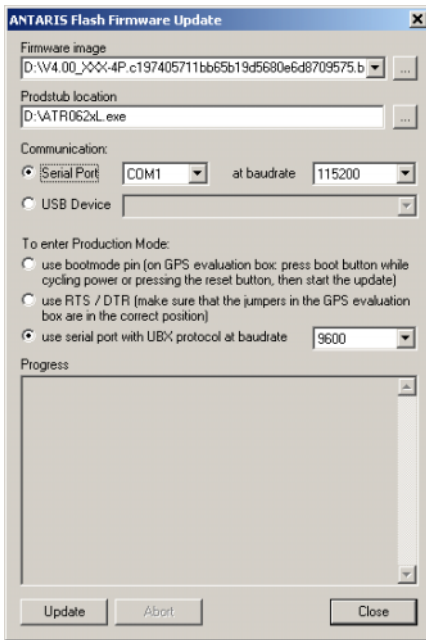 ANTARIS Flash Firmware Update
Firmware image
D:\V4.00_XXX-4P.c197405711bb65b19d5680e6d8709575.b
...
Prodstub location
D:\ATR062xL.exe
...
Communication:
Serial Port COM1 at baudrate 115200
USB Device
To enter Production Mode:
use bootmode pin (on GPS evaluation box: press boot button while
cycling power or pressing the reset button, then start the update)
use RTS / DTR (make sure that the jumpers in the GPS evaluation
box are in the correct position)
use serial port with UBX protocol at baudrate 9600
Progress
Update Abort Close